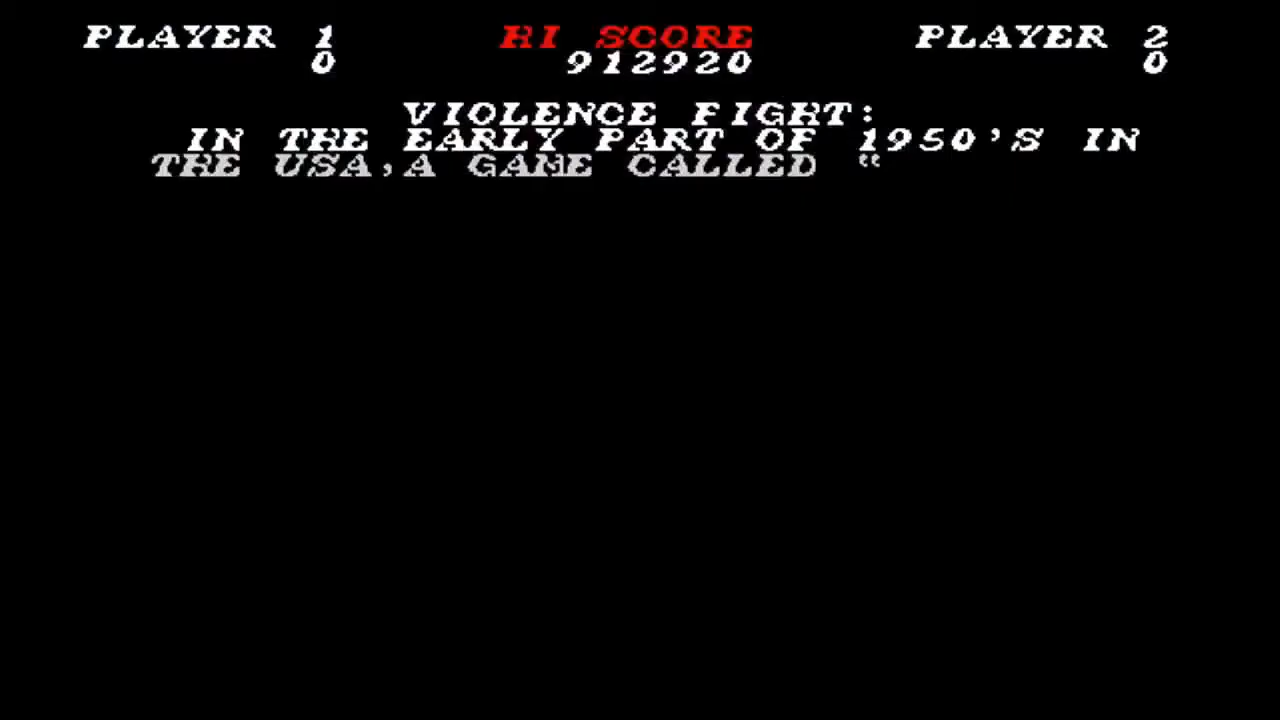 PLAYER 1 HI SCORE PLAYER 2
0 912920 0
VIOLENCE FIGHT:
IN THE EARLY PART OF 1950'S IN
THE USA,A GAME CALLED “